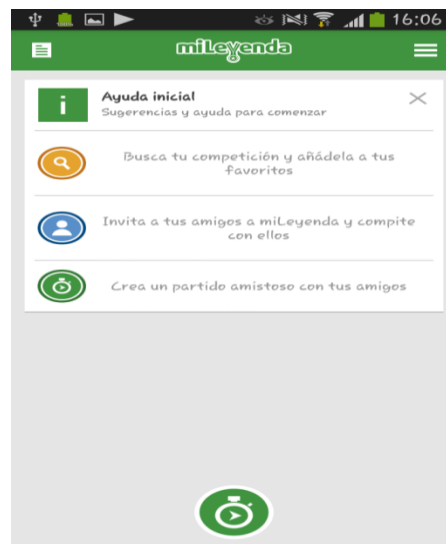 16:06
miLeyenda
Ayuda inicial
Sugerencias y ayuda para comenzar
Busca tu competición y añádela a tus
favoritos
Invita a tus amigos a miLeyenda y compite
con ellos
Crea un partido amistoso con tus amigos